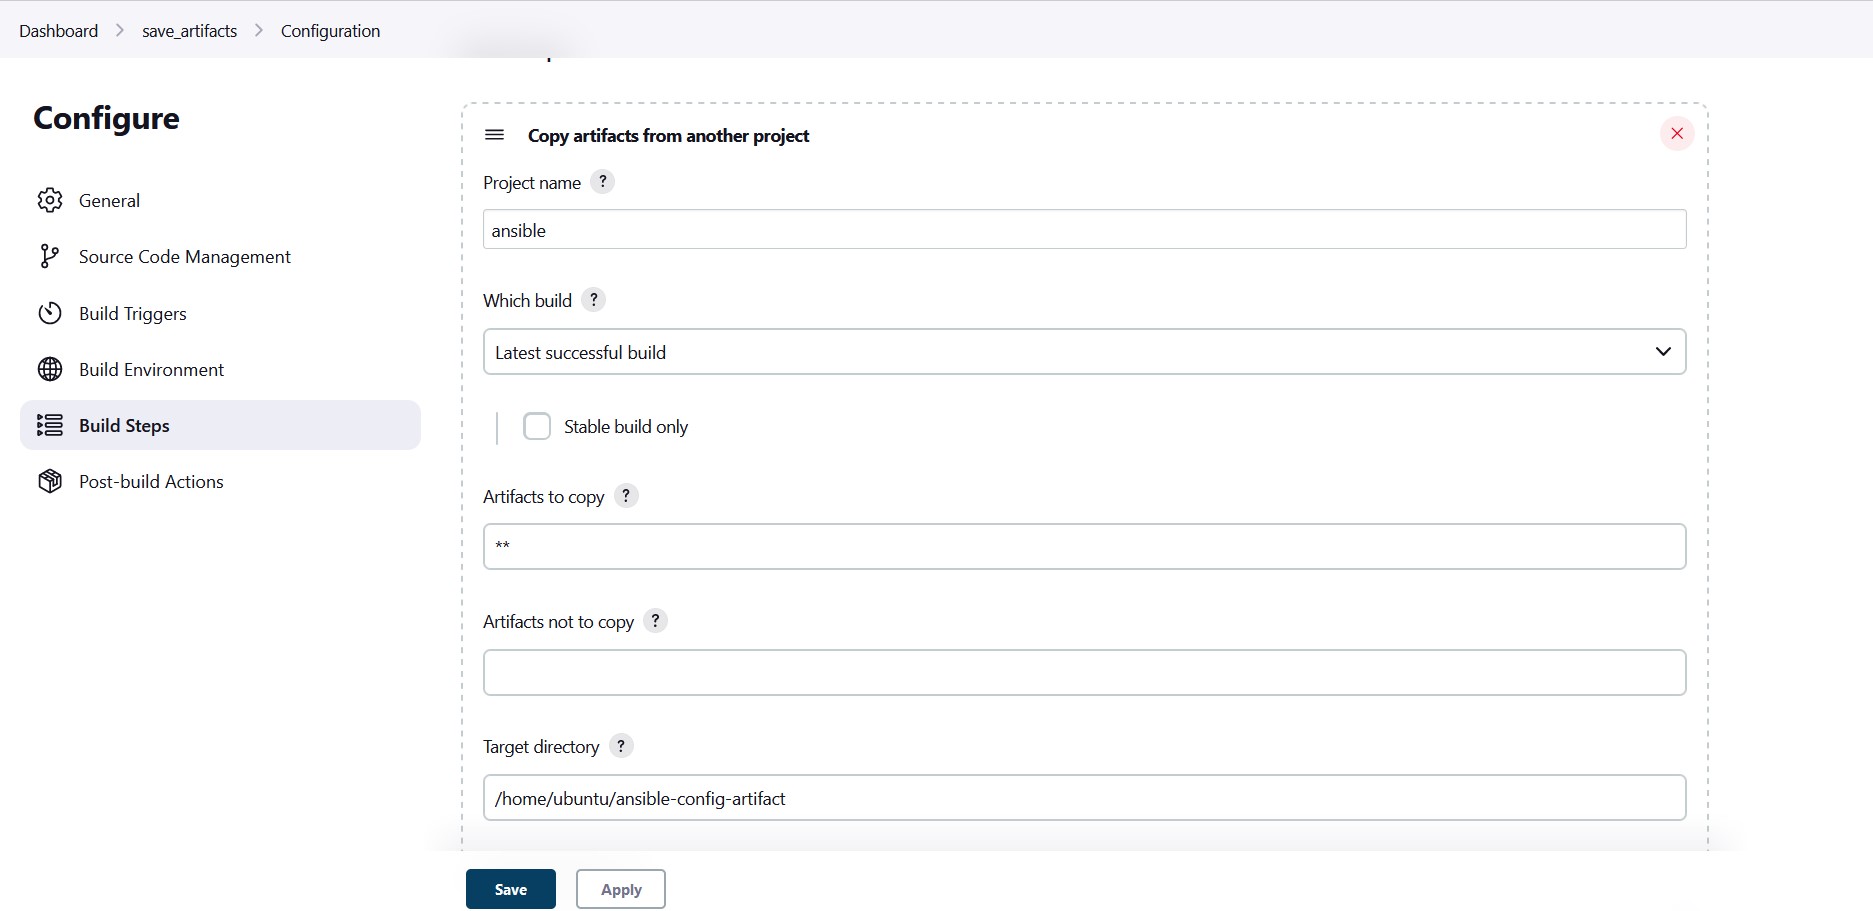 Dashboard > save_artifacts > Configuration
Configure
General
Source Code Management
Build Triggers
Build Environment
Build Steps
Post-build Actions
Copy artifacts from another project
Project name ?
ansible
Which build ?
Latest successful build
Stable build only
Artifacts to copy ?
**
Artifacts not to copy ?
Target directory ?
/home/ubuntu/ansible-config-artifact
Save Apply